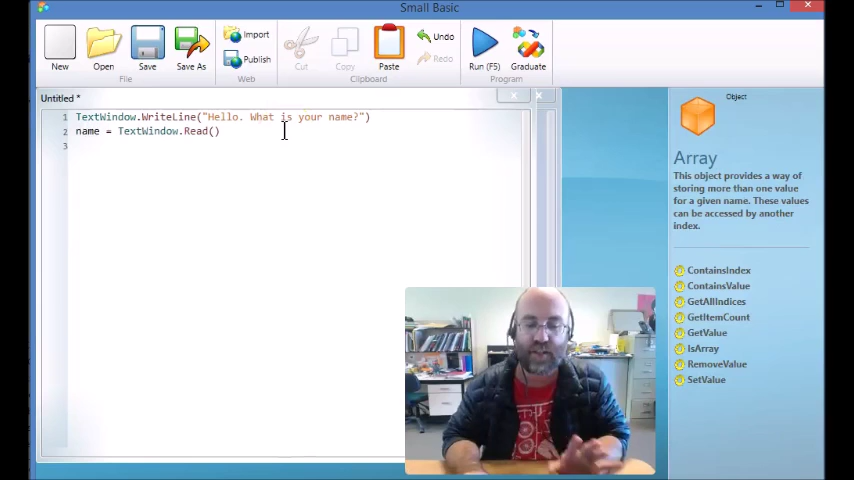 Small Basic
New
Open
Save
Save As
Import
Publish
Cut
Copy
Paste
Undo
Redo
Run (F5)
Graduate
File
Web
Clipboard
Program
Untitled *
1 TextWindow.WriteLine("Hello. What is your name?")
2 name = TextWindow.Read()
3
Object
Array
This object provides a way of
storing more than one value
for a given name. These values
can be accessed by another
index.
ContainsIndex
ContainsValue
GetAllIndices
GetItemCount
GetValue
IsArray
RemoveValue
SetValue